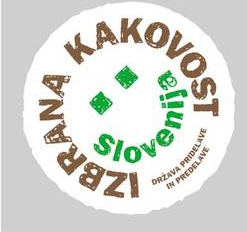 IZBRANA KAKOVOST
Slovenija
DRŽAVA PRIDELAVE
IN PREDELAVE